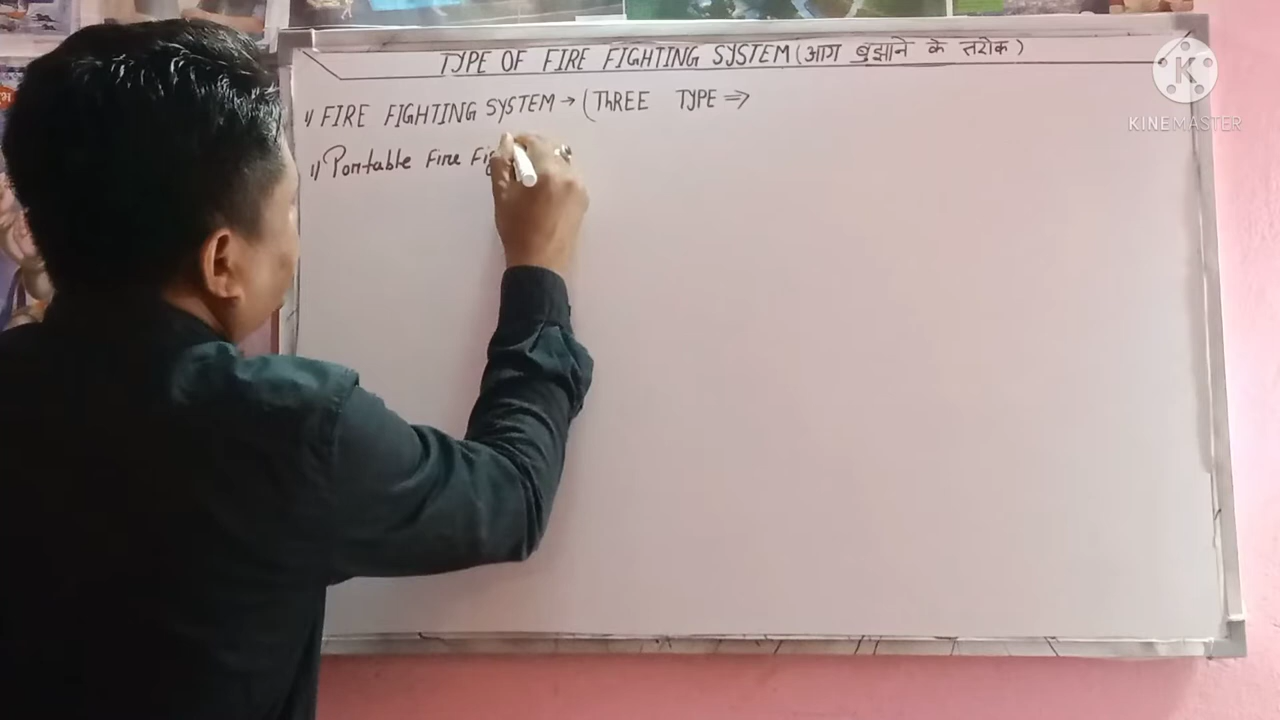 TYPE OF FIRE FIGHTING SYSTEM (आग बुझाने के तरीके)
1) FIRE FIGHTING SYSTEM → (THREE TYPE ⇒
1) Portable Fire Fig
KINEMASTER